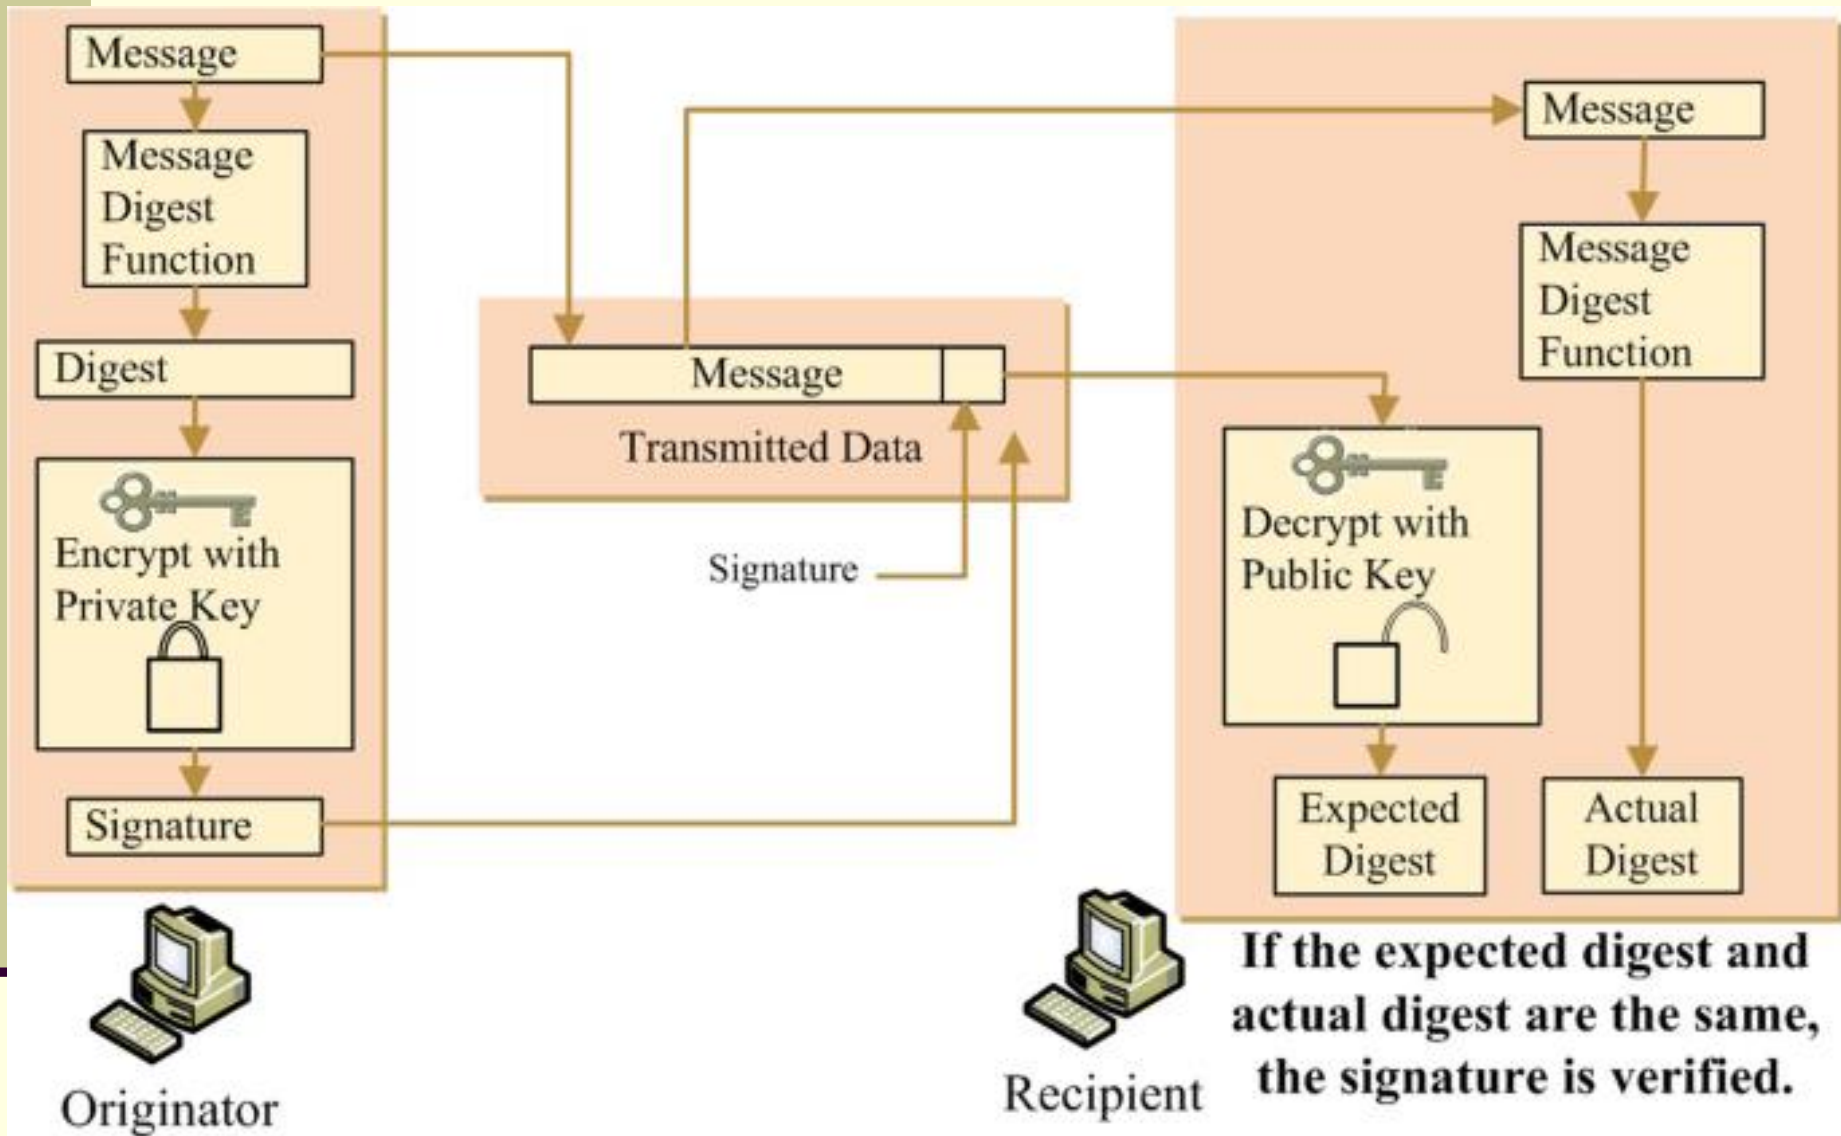 Message
Message
Digest
Function
Digest
Encrypt with
Private Key
Signature
Originator
Message
Transmitted Data
Signature
Message
Message
Digest
Function
Decrypt with
Public Key
Expected
Digest
Actual
Digest
Recipient
If the expected digest and
actual digest are the same,
the signature is verified.